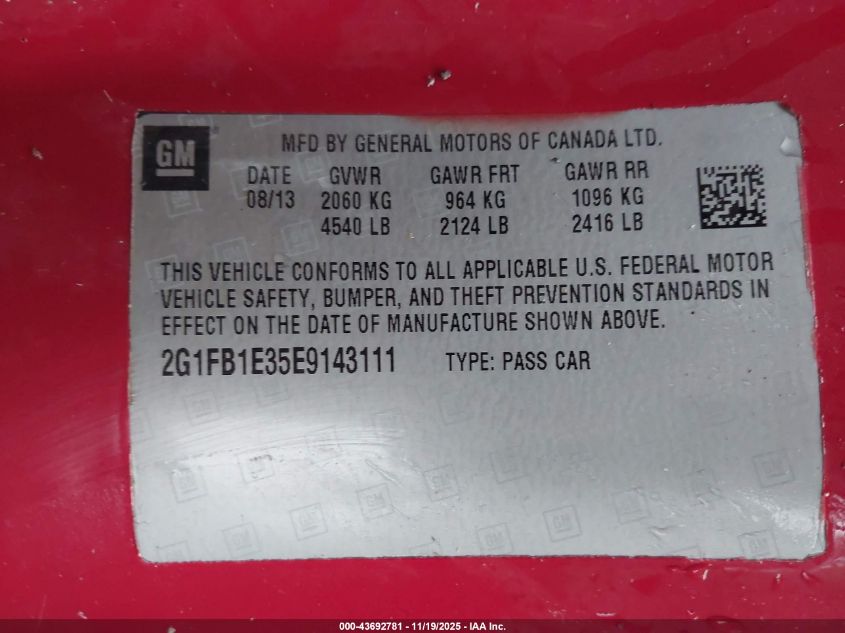 GM
MFD BY GENERAL MOTORS OF CANADA LTD.
DATE GVWR GAWR FRT GAWR RR
08/13 2060 KG 964 KG 1096 KG
4540 LB 2124 LB 2416 LB
THIS VEHICLE CONFORMS TO ALL APPLICABLE U.S. FEDERAL MOTOR
VEHICLE SAFETY, BUMPER, AND THEFT PREVENTION STANDARDS IN
EFFECT ON THE DATE OF MANUFACTURE SHOWN ABOVE.
2G1FB1E35E9143111 TYPE: PASS CAR
000-43692781 - 11/19/2025 - IAA Inc.